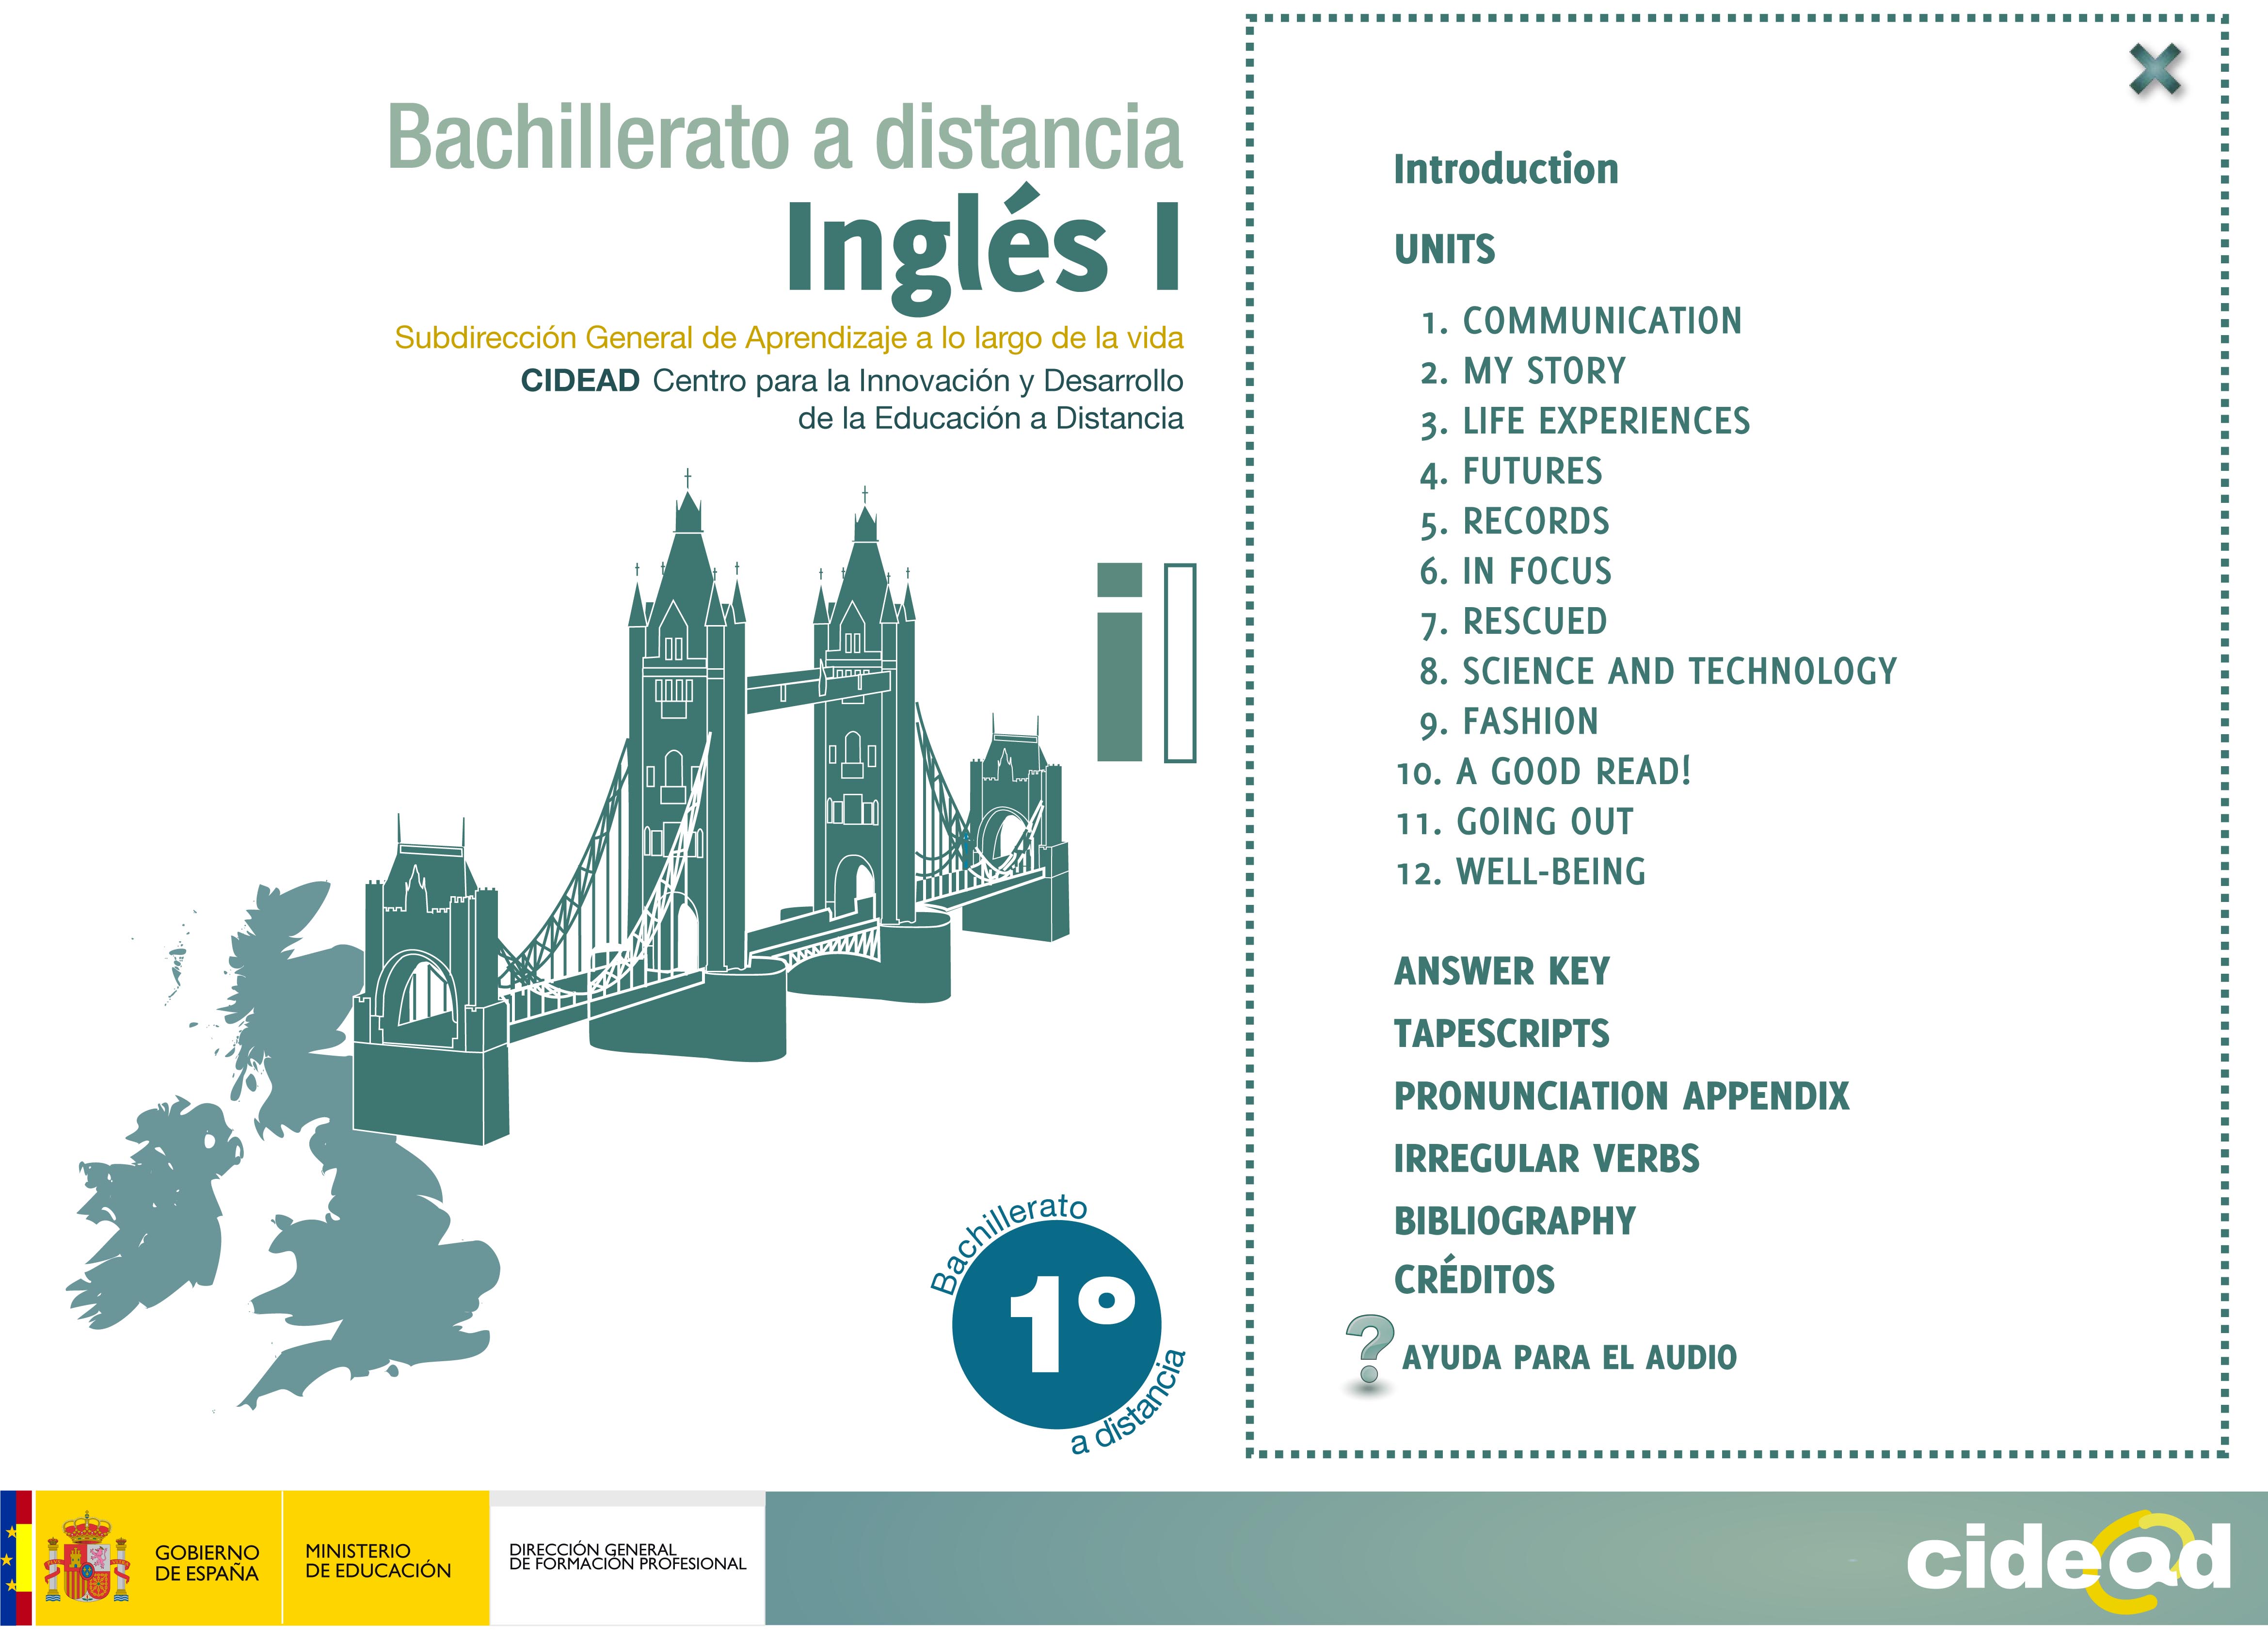 Bachillerato a distancia
Inglés I
Subdirección General de Aprendizaje a lo largo de la vida
CIDEAD Centro para la Innovación y Desarrollo
de la Educación a Distancia
Bachillerato
1º
a distancia
Introduction
UNITS
1. COMMUNICATION
2. MY STORY
3. LIFE EXPERIENCES
4. FUTURES
5. RECORDS
6. IN FOCUS
7. RESCUED
8. SCIENCE AND TECHNOLOGY
9. FASHION
10. A GOOD READ!
11. GOING OUT
12. WELL-BEING
ANSWER KEY
TAPESCRIPTS
PRONUNCIATION APPENDIX
IRREGULAR VERBS
BIBLIOGRAPHY
CRÉDITOS
? AYUDA PARA EL AUDIO
GOBIERNO
DE ESPAÑA
MINISTERIO
DE EDUCACIÓN
DIRECCIÓN GENERAL
DE FORMACIÓN PROFESIONAL
cide@d